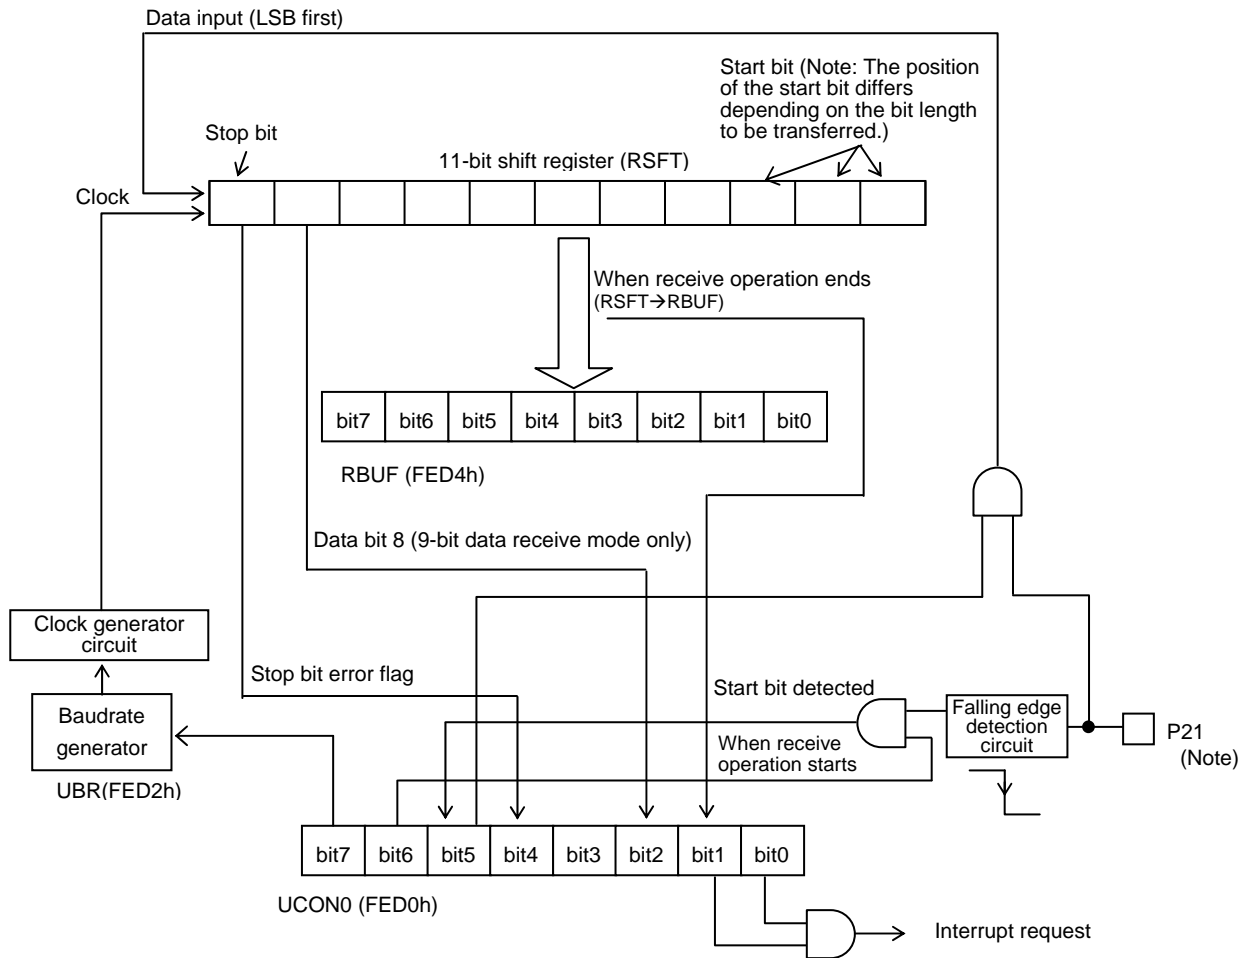 Data input (LSB first)
Start bit (Note: The position
of the start bit differs
depending on the bit length
to be transferred.)
Stop bit
11-bit shift register (RSFT)
Clock
When receive operation ends
(RSFT→RBUF)
bit7 bit6 bit5 bit4 bit3 bit2 bit1 bit0
RBUF (FED4h)
Data bit 8 (9-bit data receive mode only)
Clock generator
circuit
Stop bit error flag
Start bit detected
Baudrate
generator
Falling edge
detection
circuit
P21
(Note)
When receive
operation starts
UBR(FED2h)
bit7 bit6 bit5 bit4 bit3 bit2 bit1 bit0
UCON0 (FED0h)
Interrupt request